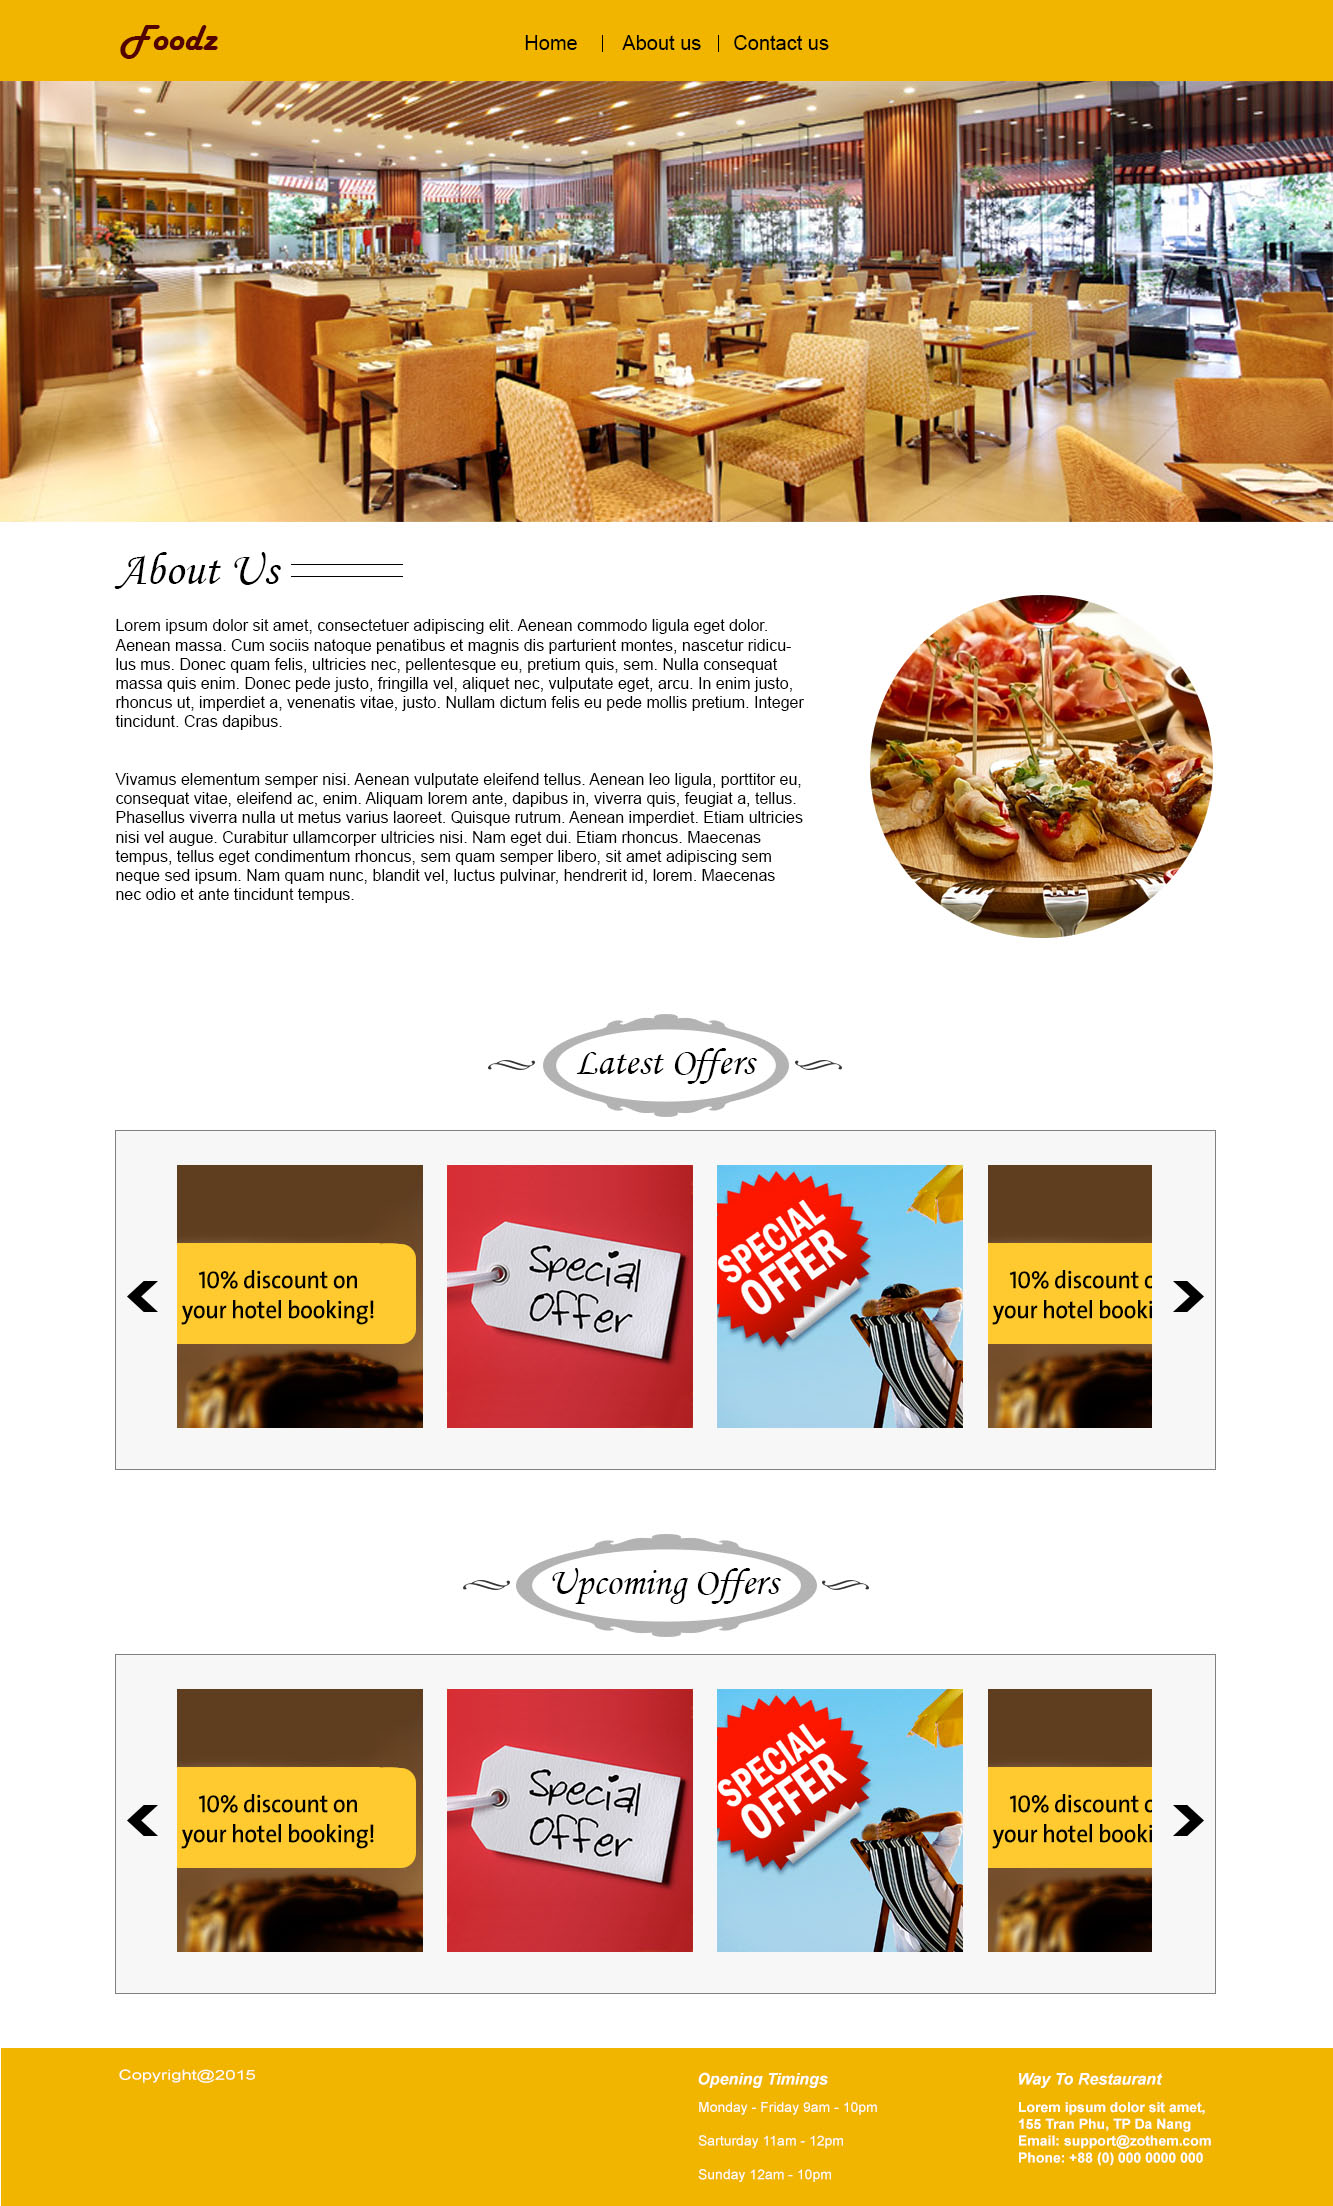 Foodz
Home | About us | Contact us
About Us
Lorem ipsum dolor sit amet, consectetuer adipiscing elit. Aenean commodo ligula eget dolor.
Aenean massa. Cum sociis natoque penatibus et magnis dis parturient montes, nascetur ridicu-
lus mus. Donec quam felis, ultricies nec, pellentesque eu, pretium quis, sem. Nulla consequat
massa quis enim. Donec pede justo, fringilla vel, aliquet nec, vulputate eget, arcu. In enim justo,
rhoncus ut, imperdiet a, venenatis vitae, justo. Nullam dictum felis eu pede mollis pretium. Integer
tincidunt. Cras dapibus.
Vivamus elementum semper nisi. Aenean vulputate eleifend tellus. Aenean leo ligula, porttitor eu,
consequat vitae, eleifend ac, enim. Aliquam lorem ante, dapibus in, viverra quis, feugiat a, tellus.
Phasellus viverra nulla ut metus varius laoreet. Quisque rutrum. Aenean imperdiet. Etiam ultricies
nisi vel augue. Curabitur ullamcorper ultricies nisi. Nam eget dui. Etiam rhoncus. Maecenas
tempus, tellus eget condimentum rhoncus, sem quam semper libero, sit amet adipiscing sem
neque sed ipsum. Nam quam nunc, blandit vel, luctus pulvinar, hendrerit id, lorem. Maecenas
nec odio et ante tincidunt tempus.
Latest Offers
10% discount on
your hotel booking!
Special
Offer
SPECIAL
OFFER
10% discount o
your hotel booki
Upcoming Offers
10% discount on
your hotel booking!
Special
Offer
SPECIAL
OFFER
10% discount o
your hotel booki
Copyright@2015
Opening Timings
Monday - Friday 9am - 10pm
Sarturday 11am - 12pm
Sunday 12am - 10pm
Way To Restaurant
Lorem ipsum dolor sit amet,
155 Tran Phu, TP Da Nang
Email: support@zothem.com
Phone: +88 (0) 000 0000 000